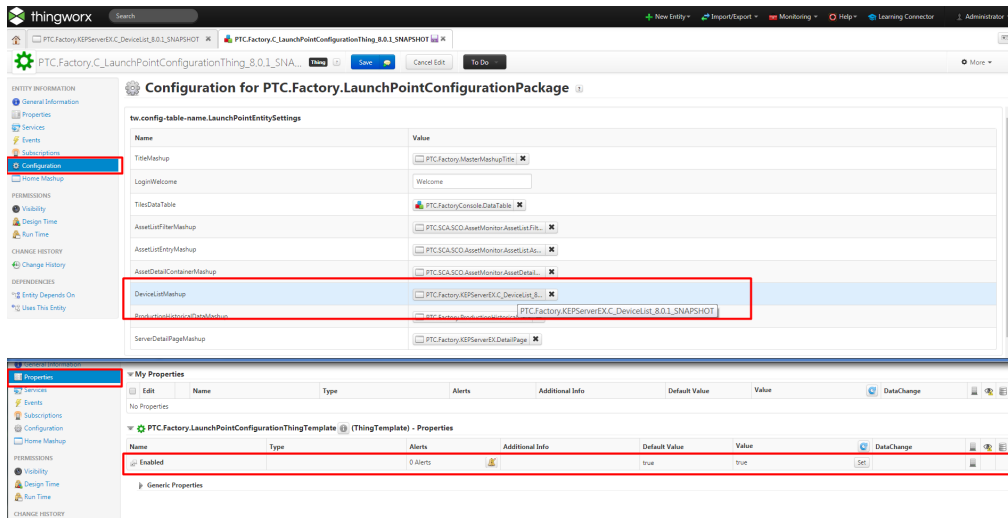 thingworx Search New Entity Import/Export Monitoring Help Learning Connector Administrator
PTC.Factory.KEPServerEX.C_DeviceList_8.0.1_SNAPSHOT PTC.Factory.C_LaunchPointConfigurationThing_8.0.1_SNAPSHOT
PTC.Factory.C_LaunchPointConfigurationThing_8.0.1_SNA... Thing Save Cancel Edit To Do More
ENTITY INFORMATION
General Information
Properties
Services
Events
Subscriptions
Configuration
Home Mashup
PERMISSIONS
Visibility
Design Time
Run Time
CHANGE HISTORY
Change History
DEPENDENCIES
Entity Depends On
Uses This Entity
Configuration for PTC.Factory.LaunchPointConfigurationPackage
tw.config-table-name.LaunchPointEntitySettings
Name Value
TitleMashup PTC.Factory.MasterMashupTitle
LoginWelcome Welcome
TilesDataTable PTC.FactoryConsole.DataTable
AssetListFilterMashup PTC.SCA.SCO.AssetMonitor.AssetList.Filt...
AssetListEntryMashup PTC.SCA.SCO.AssetMonitor.AssetList.As...
AssetDetailContainerMashup PTC.SCA.SCO.AssetMonitor.AssetDetail...
DeviceListMashup PTC.Factory.KEPServerEX.C_DeviceList_8...
PTC.Factory.KEPServerEX.C_DeviceList_8.0.1_SNAPSHOT
ProductionHistoricalDataMashup PTC.Factory.ProductionHistorical
ServerDetailPageMashup PTC.Factory.KEPServerEX.DetailPage
General Information
Properties
Services
Events
Subscriptions
Configuration
Home Mashup
PERMISSIONS
Visibility
Design Time
Run Time
CHANGE HISTORY
My Properties
Edit Name Type Alerts Additional Info Default Value Value DataChange
No Properties
PTC.Factory.LaunchPointConfigurationThingTemplate (ThingTemplate) - Properties
Name Type Alerts Additional Info Default Value Value DataChange
Enabled 0 Alerts true true Set
Generic Properties